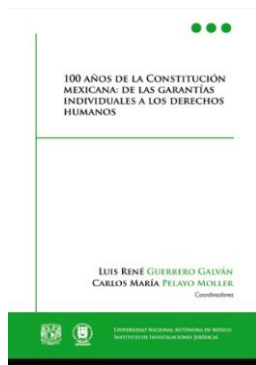 100 AÑOS DE LA CONSTITUCIÓN
MEXICANA: DE LAS GARANTÍAS
INDIVIDUALES A LOS DERECHOS
HUMANOS
LUIS RENÉ GUERRERO GALVÁN
CARLOS MARÍA PELAYO MOLLER
Coordinadores
UNIVERSIDAD NACIONAL AUTÓNOMA DE MÉXICO
INSTITUTO DE INVESTIGACIONES JURÍDICAS